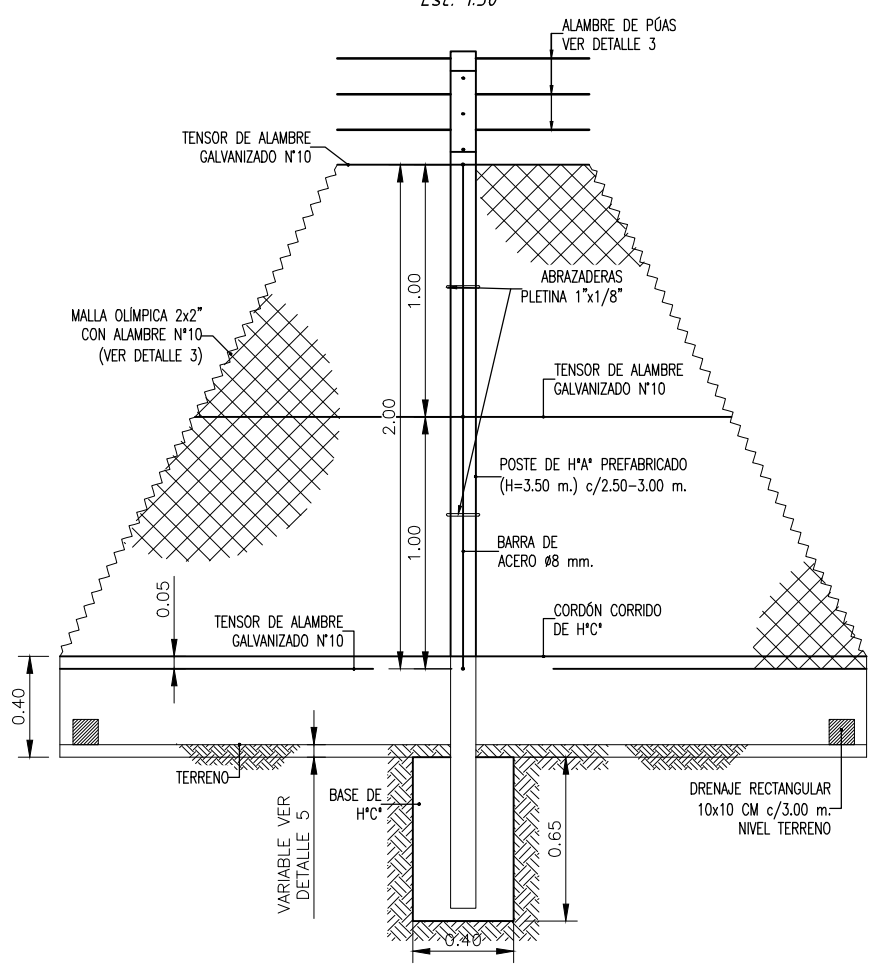 Est. 1:50
ALAMBRE DE PÚAS
VER DETALLE 3
TENSOR DE ALAMBRE
GALVANIZADO N°10
ABRAZADERAS
PLETINA 1"x1/8"
1.00
MALLA OLÍMPICA 2x2"
CON ALAMBRE N°10
(VER DETALLE 3)
TENSOR DE ALAMBRE
GALVANIZADO N°10
2.00
POSTE DE H°A° PREFABRICADO
(H=3.50 m.) c/2.50-3.00 m.
1.00
BARRA DE
ACERO ø8 mm.
0.05
TENSOR DE ALAMBRE
GALVANIZADO N°10
CORDÓN CORRIDO
DE H°C°
0.40
TERRENO
BASE DE
H°C°
DRENAJE RECTANGULAR
10x10 CM c/3.00 m.
NIVEL TERRENO
VARIABLE VER
DETALLE 5
0.65
0.40